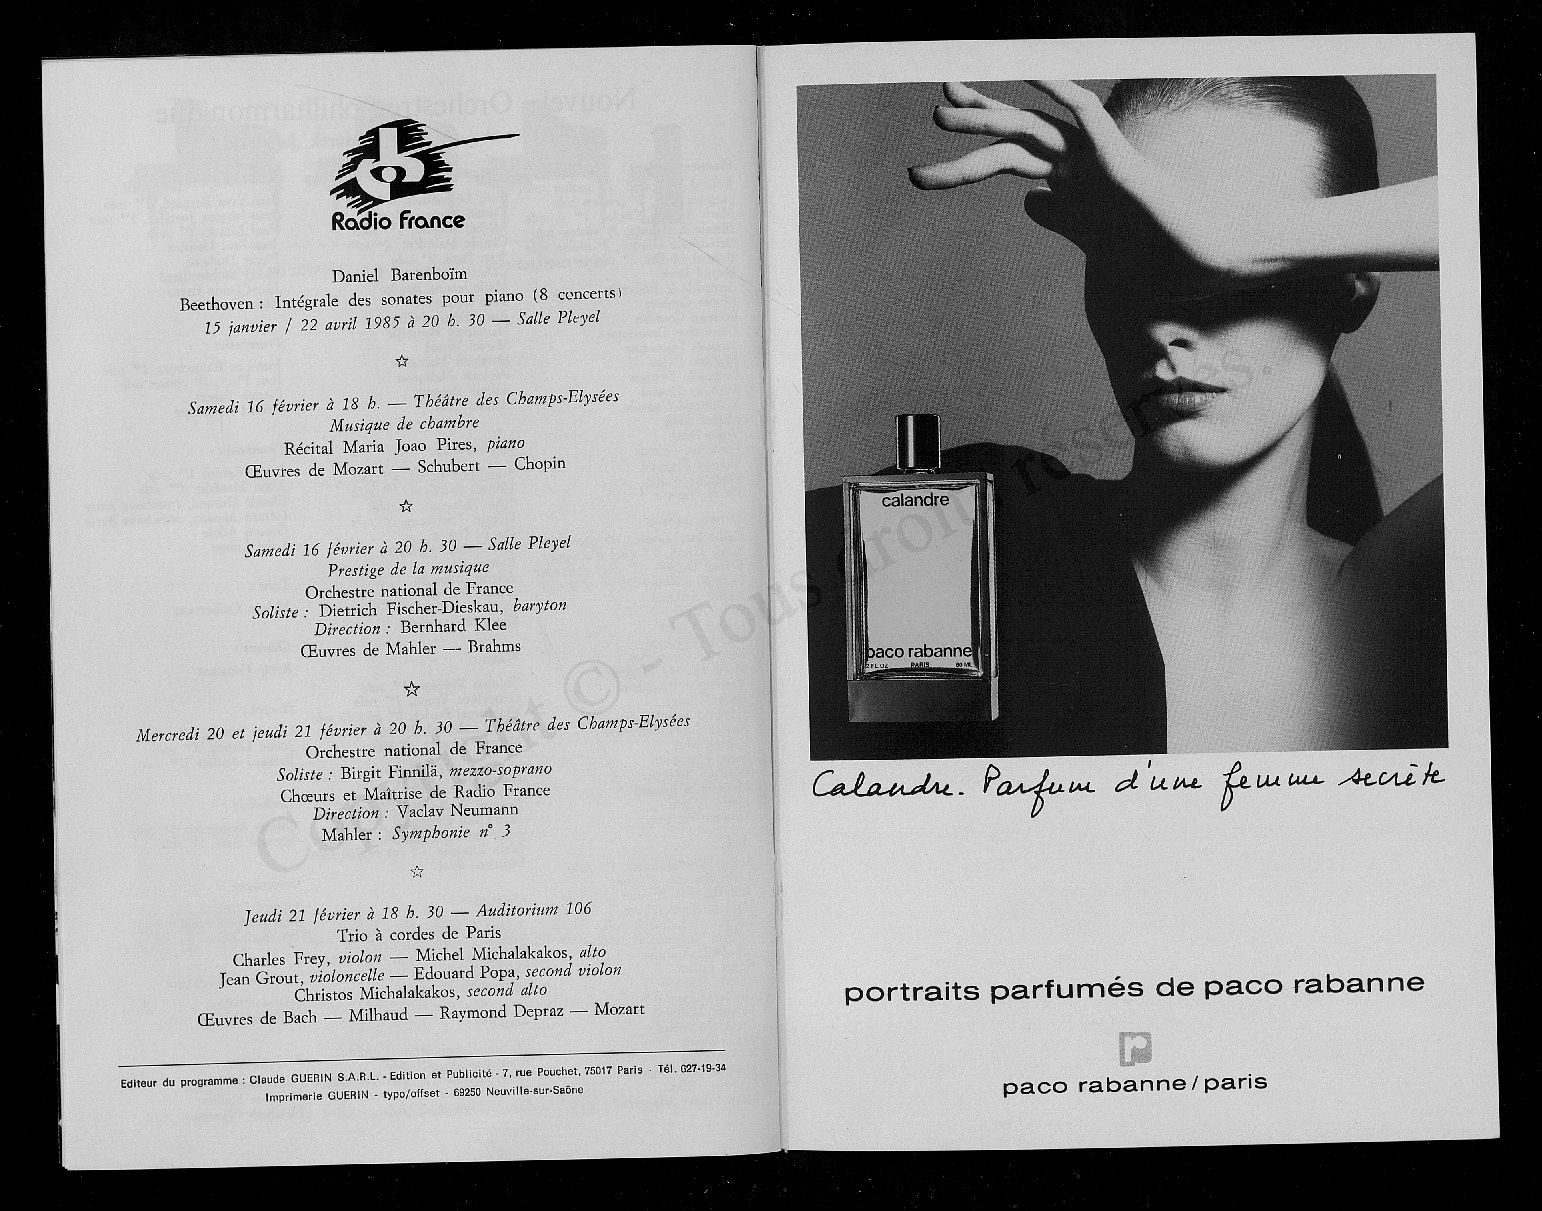 Radio France
Daniel Barenboïm
Beethoven : Intégrale des sonates pour piano (8 concerts)
15 janvier / 22 avril 1985 à 20 h. 30 — Salle Pleyel
☆
Samedi 16 février à 18 h. — Théâtre des Champs-Elysées
Musique de chambre
Récital Maria Joao Pires, piano
Œuvres de Mozart — Schubert — Chopin
☆
Samedi 16 février à 20 h. 30 — Salle Pleyel
Prestige de la musique
Orchestre national de France
Soliste : Dietrich Fischer-Dieskau, baryton
Direction : Bernhard Klee
Œuvres de Mahler — Brahms
☆
Mercredi 20 et jeudi 21 février à 20 h. 30 — Théâtre des Champs-Elysées
Orchestre national de France
Soliste : Birgit Finnilä, mezzo-soprano
Chœurs et Maîtrise de Radio France
Direction : Vaclav Neumann
Mahler : Symphonie n° 3
☆
Jeudi 21 février à 18 h. 30 — Auditorium 106
Trio à cordes de Paris
Charles Frey, violon — Michel Michalakakos, alto
Jean Grout, violoncelle — Edouard Popa, second violon
Christos Michalakakos, second alto
Œuvres de Bach — Milhaud — Raymond Depraz — Mozart
Editeur du programme : Claude GUERIN S.A.R.L. - Edition et Publicité - 7, rue Pouchet, 75017 Paris - Tél. 627-19-34
Imprimerie GUERIN - typo/offset - 69250 Neuville-sur-Saône
calandre
paco rabanne
2 FL OZ PARIS 60 ML
Calandre. Parfum d'une femme secrète
portraits parfumés de paco rabanne
r
paco rabanne / paris
Copyright © - Tous droits réservés.